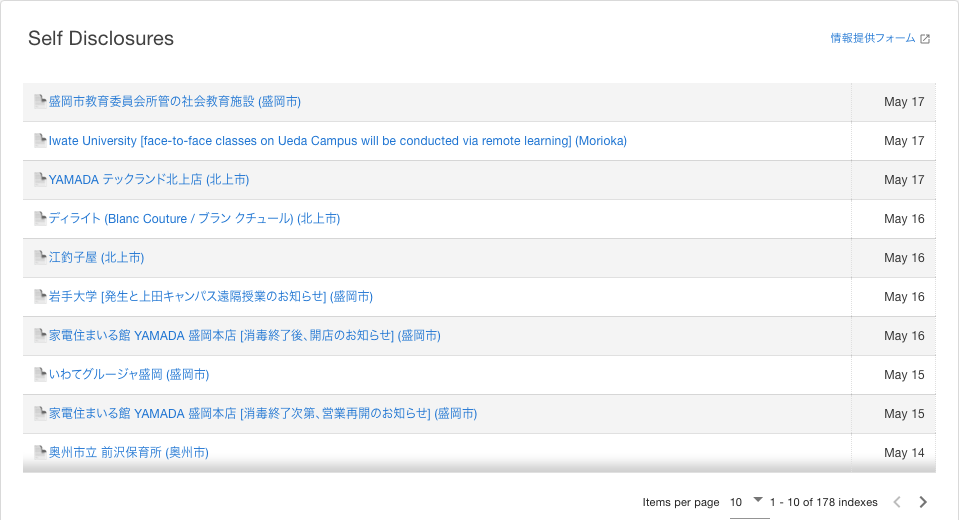 Self Disclosures
情報提供フォーム
盛岡市教育委員会所管の社会教育施設 (盛岡市) May 17
Iwate University [face-to-face classes on Ueda Campus will be conducted via remote learning] (Morioka) May 17
YAMADA テックランド北上店 (北上市) May 17
ディライト (Blanc Couture / ブラン クチュール) (北上市) May 16
江釣子屋 (北上市) May 16
岩手大学 [発生と上田キャンパス遠隔授業のお知らせ] (盛岡市) May 16
家電住まいる館 YAMADA 盛岡本店 [消毒終了後、開店のお知らせ] (盛岡市) May 16
いわてグルージャ盛岡 (盛岡市) May 15
家電住まいる館 YAMADA 盛岡本店 [消毒終了次第、営業再開のお知らせ] (盛岡市) May 15
奥州市立 前沢保育所 (奥州市) May 14
Items per page 10 1 - 10 of 178 indexes